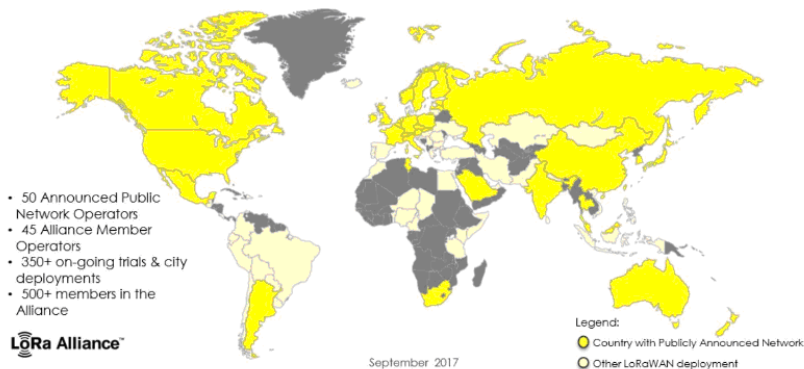 • 50 Announced Public
Network Operators
• 45 Alliance Member
Operators
• 350+ on-going trials & city
deployments
• 500+ members in the
Alliance
LoRa Alliance™
September 2017
Legend:
Country with Publicly Announced Network
Other LoRaWAN deployment